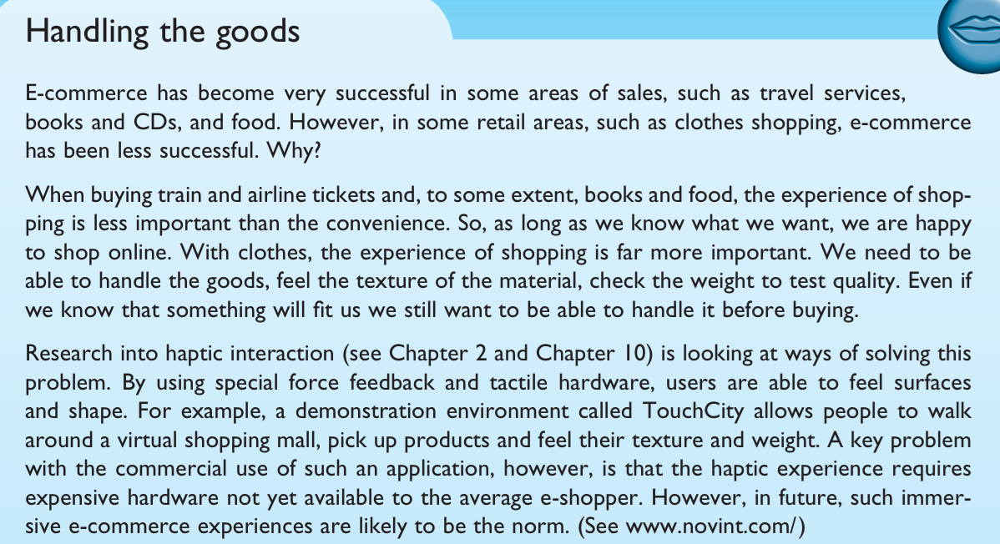 Handling the goods
E-commerce has become very successful in some areas of sales, such as travel services,
books and CDs, and food. However, in some retail areas, such as clothes shopping, e-commerce
has been less successful. Why?
When buying train and airline tickets and, to some extent, books and food, the experience of shop-
ping is less important than the convenience. So, as long as we know what we want, we are happy
to shop online. With clothes, the experience of shopping is far more important. We need to be
able to handle the goods, feel the texture of the material, check the weight to test quality. Even if
we know that something will fit us we still want to be able to handle it before buying.
Research into haptic interaction (see Chapter 2 and Chapter 10) is looking at ways of solving this
problem. By using special force feedback and tactile hardware, users are able to feel surfaces
and shape. For example, a demonstration environment called TouchCity allows people to walk
around a virtual shopping mall, pick up products and feel their texture and weight. A key problem
with the commercial use of such an application, however, is that the haptic experience requires
expensive hardware not yet available to the average e-shopper. However, in future, such immer-
sive e-commerce experiences are likely to be the norm. (See www.novint.com/)